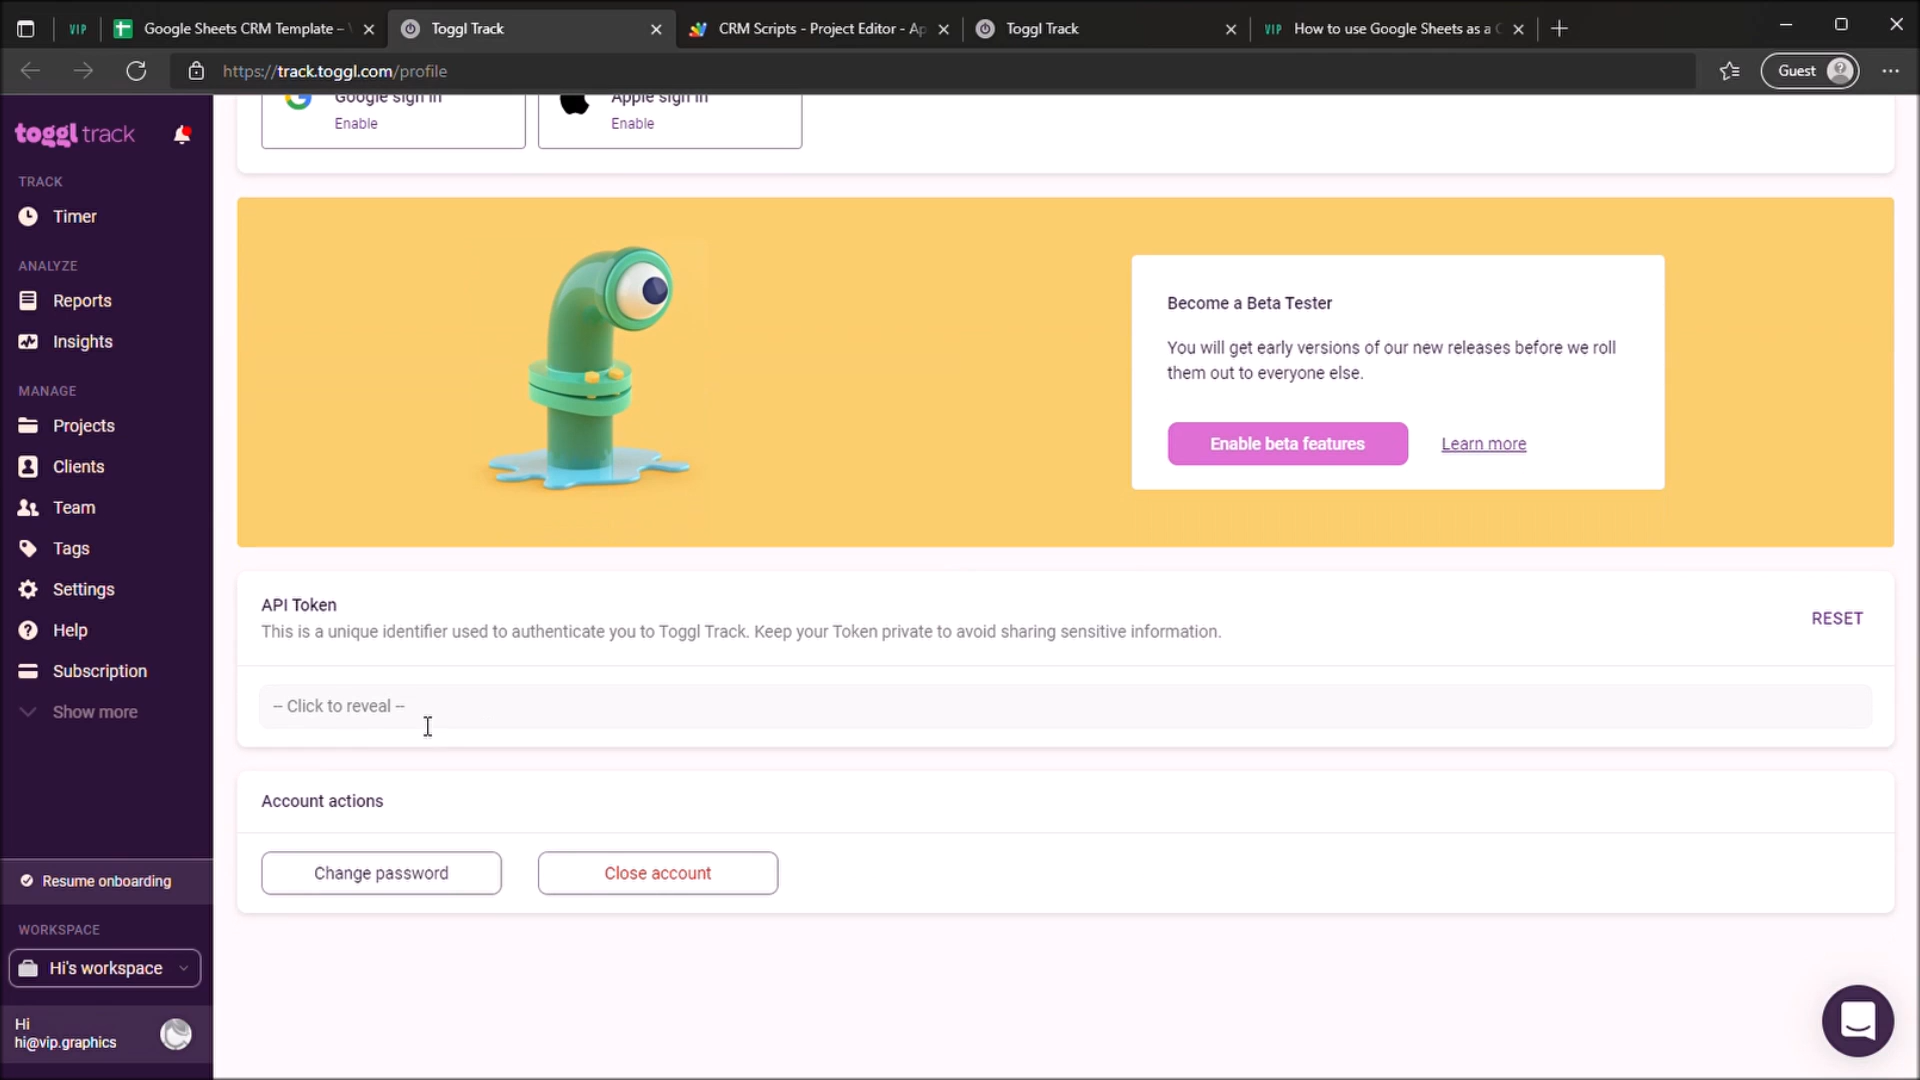 VIP
Google Sheets CRM Template –
Toggl Track
CRM Scripts - Project Editor - Ap
Toggl Track
VIP
How to use Google Sheets as a C
https://track.toggl.com/profile
Guest
toggl track
TRACK
Timer
ANALYZE
Reports
Insights
MANAGE
Projects
Clients
Team
Tags
Settings
Help
Subscription
Show more
Resume onboarding
WORKSPACE
Hi's workspace
Hi
hi@vip.graphics
Google sign in
Enable
Apple sign in
Enable
Become a Beta Tester
You will get early versions of our new releases before we roll
them out to everyone else.
Enable beta features
Learn more
API Token
This is a unique identifier used to authenticate you to Toggl Track. Keep your Token private to avoid sharing sensitive information.
RESET
-- Click to reveal --
Account actions
Change password
Close account